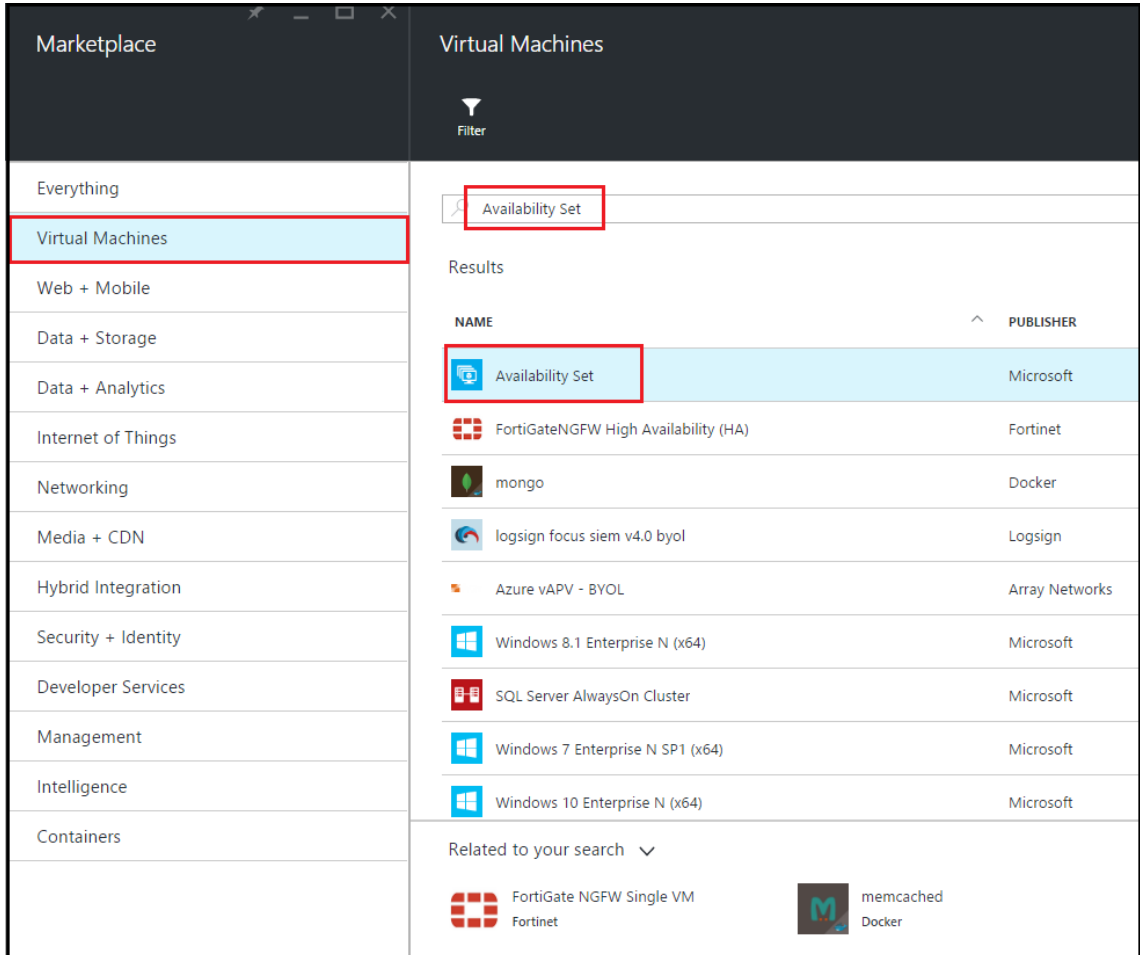 Marketplace
Everything
Virtual Machines
Web + Mobile
Data + Storage
Data + Analytics
Internet of Things
Networking
Media + CDN
Hybrid Integration
Security + Identity
Developer Services
Management
Intelligence
Containers
Virtual Machines
Filter
Availability Set
Results
NAME PUBLISHER
Availability Set Microsoft
FortiGateNGFW High Availability (HA) Fortinet
mongo Docker
logsign focus siem v4.0 byol Logsign
Azure vAPV - BYOL Array Networks
Windows 8.1 Enterprise N (x64) Microsoft
SQL Server AlwaysOn Cluster Microsoft
Windows 7 Enterprise N SP1 (x64) Microsoft
Windows 10 Enterprise N (x64) Microsoft
Related to your search
FortiGate NGFW Single VM
Fortinet
memcached
Docker